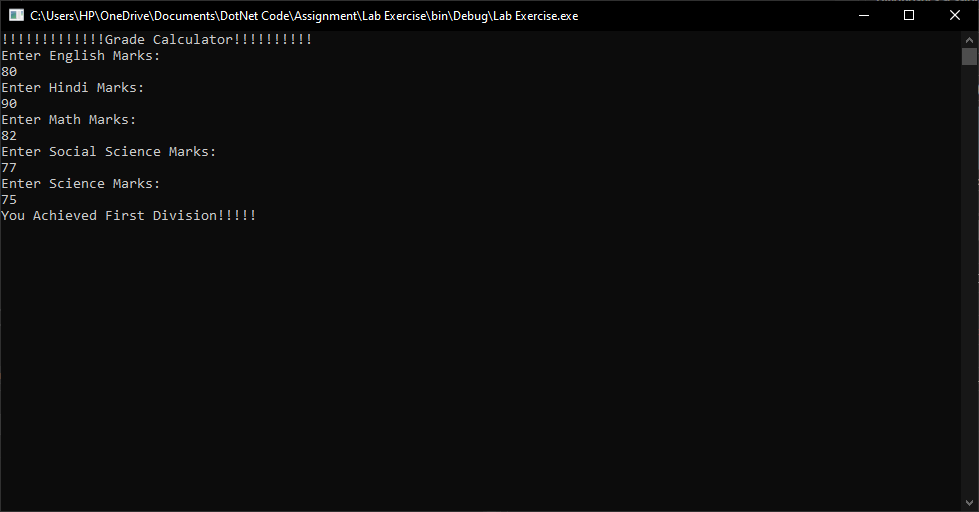 C:\Users\HP\OneDrive\Documents\DotNet Code\Assignment\Lab Exercise\bin\Debug\Lab Exercise.exe
!!!!!!!!!!!!!Grade Calculator!!!!!!!!!!
Enter English Marks:
80
Enter Hindi Marks:
90
Enter Math Marks:
82
Enter Social Science Marks:
77
Enter Science Marks:
75
You Achieved First Division!!!!!